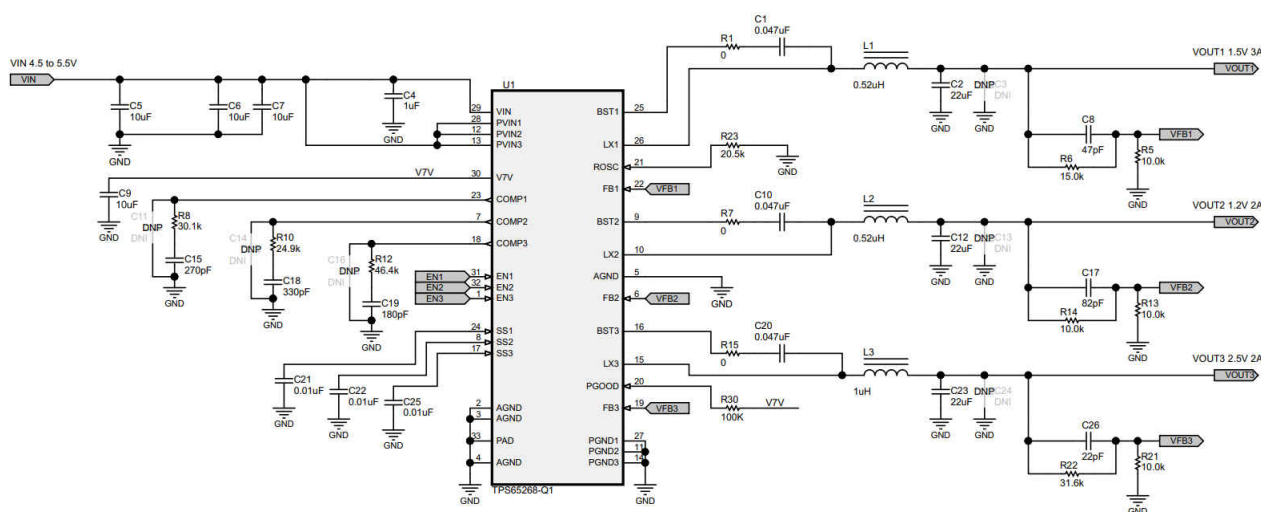 VIN 4.5 to 5.5V
VIN
C5
10uF
GND
C6
10uF
C7
10uF
C4
1uF
GND
V7V
C9
10uF
GND
C11
DNP
DNI
R8
30.1k
C15
270pF
GND
C14
DNP
DNI
R10
24.9k
C18
330pF
GND
C16
DNP
DNI
R12
46.4k
C19
180pF
GND
EN1
EN2
EN3
C21
0.01uF
GND
C22
0.01uF
GND
C25
0.01uF
GND
GND
U1
29 VIN
28 PVIN1
12 PVIN2
13 PVIN3
30 V7V
23 COMP1
7 COMP2
18 COMP3
31 EN1
32 EN2
1 EN3
24 SS1
8 SS2
17 SS3
2 AGND
3 AGND
33 PAD
4 AGND
BST1 25
LX1 26
ROSC 21
FB1 22
BST2 9
LX2 10
AGND 5
FB2 6
BST3 16
LX3 15
PGOOD 20
FB3 19
PGND1 27
PGND2 11
PGND3 14
TPS65268-Q1
GND
R1
0
C1
0.047uF
L1
0.52uH
R23
20.5k
GND
VFB1
C2
22uF
GND
DNP
C3
DNI
GND
VOUT1 1.5V 3A
VOUT1
C8
47pF
R6
15.0k
VFB1
R5
10.0k
GND
R7
0
C10
0.047uF
L2
0.52uH
GND
VFB2
C12
22uF
GND
DNP
C13
DNI
GND
VOUT2 1.2V 2A
VOUT2
C17
82pF
R14
10.0k
VFB2
R13
10.0k
GND
R15
0
C20
0.047uF
L3
1uH
R30
100K
V7V
VFB3
C23
22uF
GND
DNP
C24
DNI
GND
VOUT3 2.5V 2A
VOUT3
C26
22pF
R22
31.6k
VFB3
R21
10.0k
GND